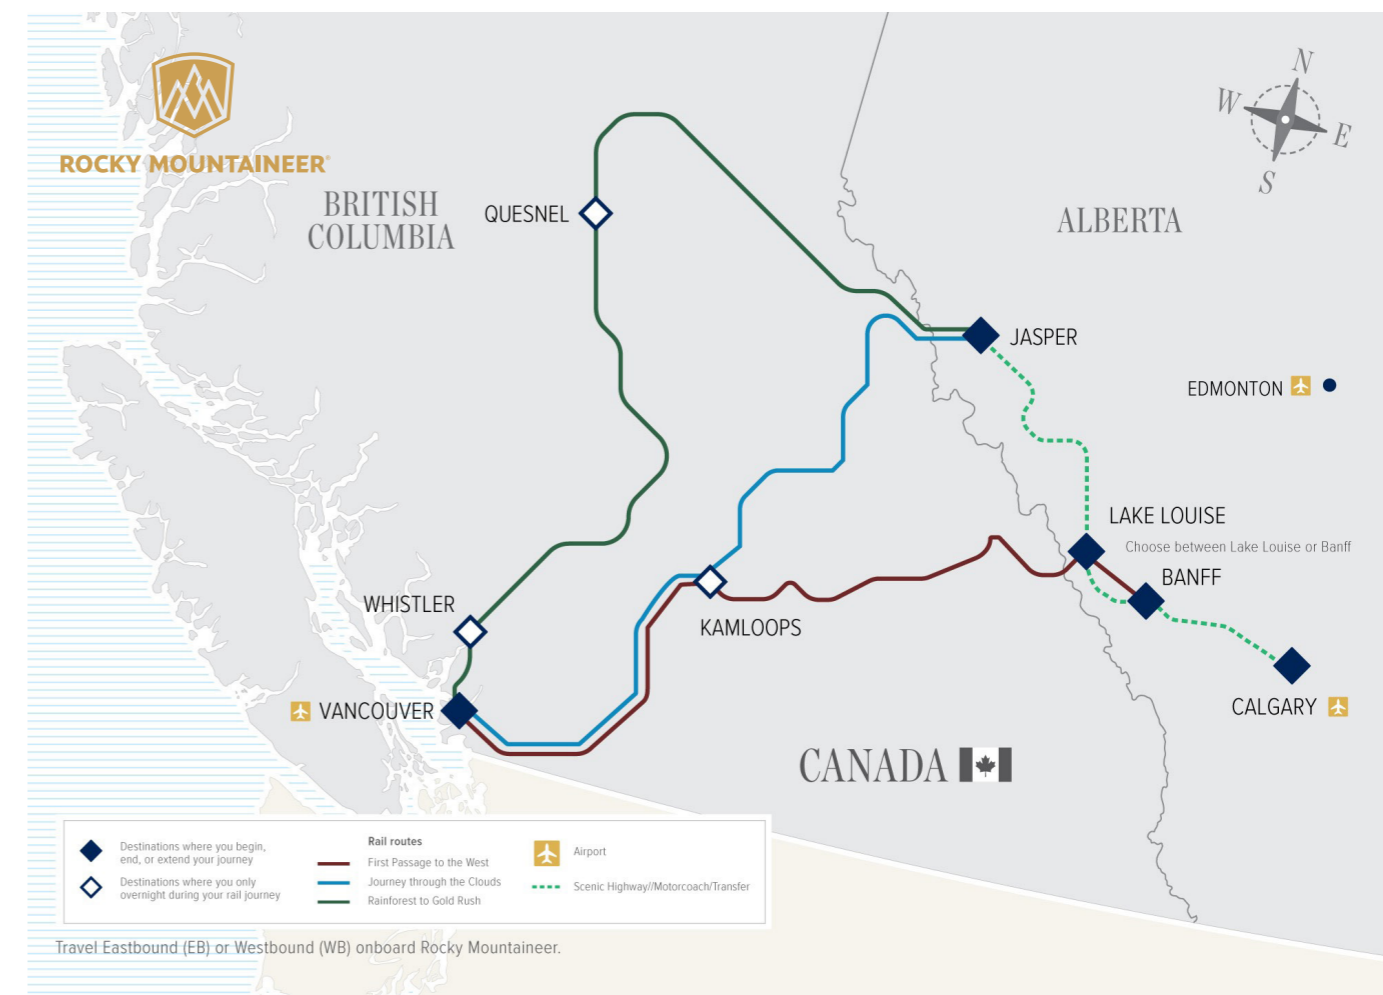 N
W
E
S
ROCKY MOUNTAINEER®
BRITISH
COLUMBIA
QUESNEL
ALBERTA
JASPER
EDMONTON
LAKE LOUISE
Choose between Lake Louise or Banff
BANFF
WHISTLER
KAMLOOPS
VANCOUVER
CALGARY
CANADA
Destinations where you begin,
end, or extend your journey
Destinations where you only
overnight during your rail journey
Rail routes
First Passage to the West
Journey through the Clouds
Rainforest to Gold Rush
Airport
Scenic Highway//Motorcoach/Transfer
Travel Eastbound (EB) or Westbound (WB) onboard Rocky Mountaineer.